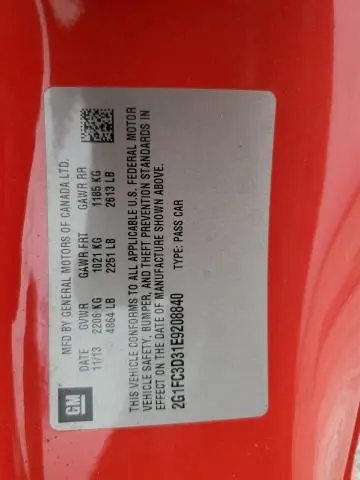 GM
MFD BY GENERAL MOTORS OF CANADA LTD.
DATE GVWR GAWR FRT GAWR RR
11/13 2206 KG 1021 KG 1185 KG
4864 LB 2251 LB 2613 LB
THIS VEHICLE CONFORMS TO ALL APPLICABLE U.S. FEDERAL MOTOR
VEHICLE SAFETY, BUMPER, AND THEFT PREVENTION STANDARDS IN
EFFECT ON THE DATE OF MANUFACTURE SHOWN ABOVE.
2G1FC3D31E9208840 TYPE: PASS CAR